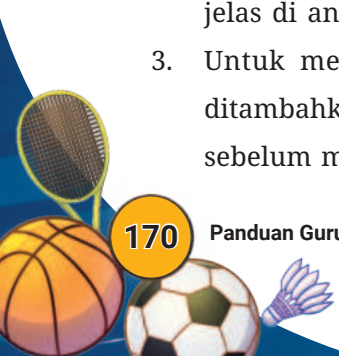 jelas di an
3. Untuk me
ditambahk
sebelum m
170 Panduan Guru